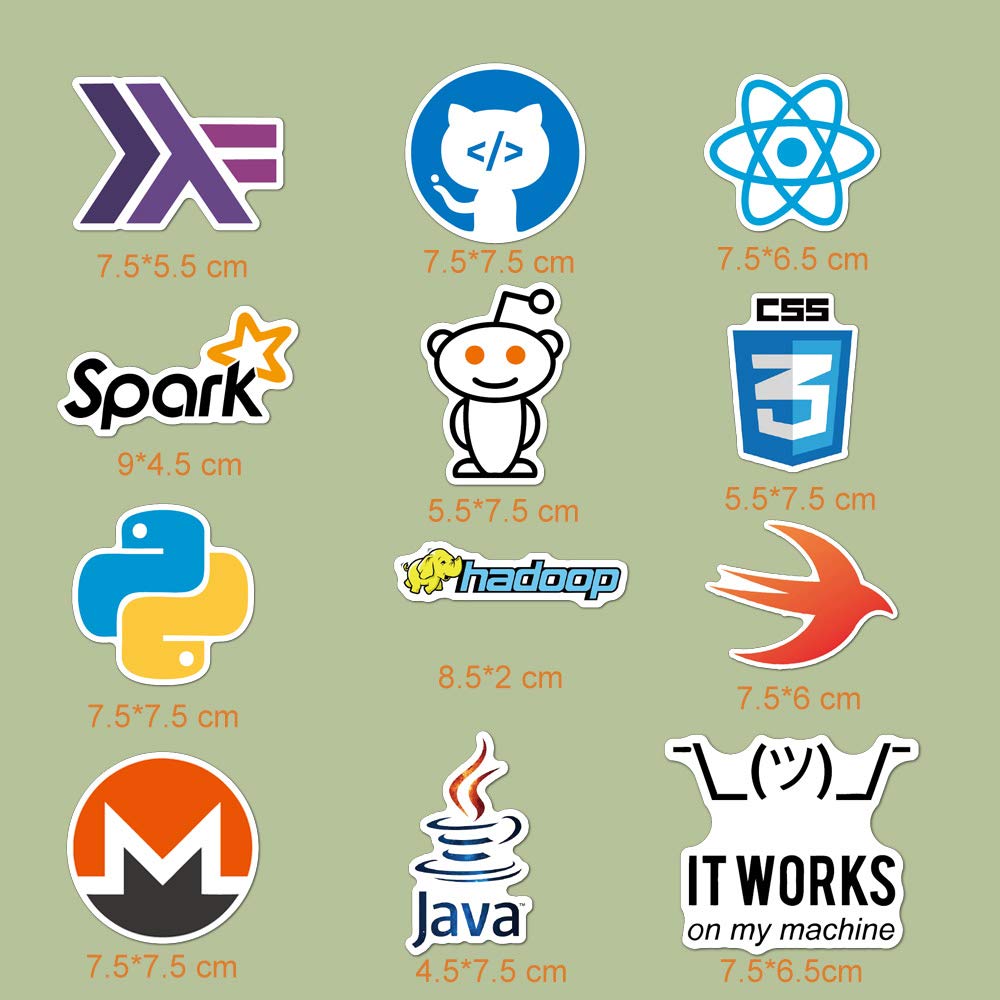 </>
7.5*5.5 cm
7.5*7.5 cm
7.5*6.5 cm
Spark
9*4.5 cm
5.5*7.5 cm
CSS
3
5.5*7.5 cm
7.5*7.5 cm
hadoop
8.5*2 cm
7.5*6 cm
M
7.5*7.5 cm
Java™
4.5*7.5 cm
¯\_(ツ)_/¯
IT WORKS
on my machine
7.5*6.5cm